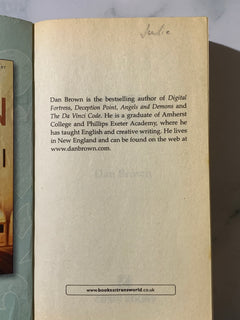 Julie
Dan Brown is the bestselling author of Digital
Fortress, Deception Point, Angels and Demons and
The Da Vinci Code. He is a graduate of Amherst
College and Phillips Exeter Academy, where he
has taught English and creative writing. He lives
in New England and can be found on the web at
www.danbrown.com.
Dan Brown
www.booksattransworld.co.uk